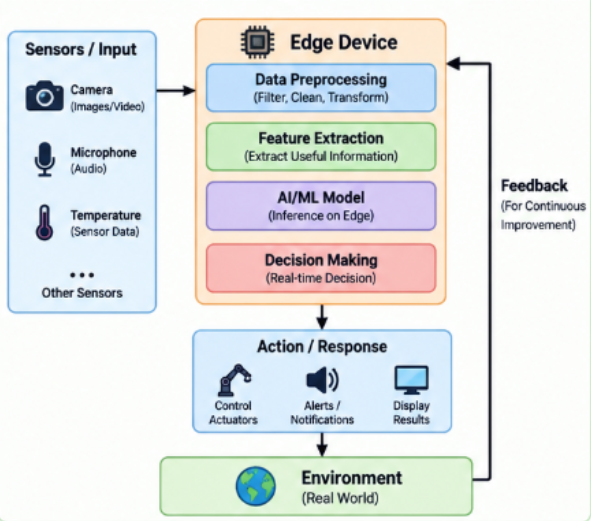 Sensors / Input
Camera
(Images/Video)
Microphone
(Audio)
Temperature
(Sensor Data)
...
Other Sensors
Edge Device
Data Preprocessing
(Filter, Clean, Transform)
Feature Extraction
(Extract Useful Information)
AI/ML Model
(Inference on Edge)
Decision Making
(Real-time Decision)
Feedback
(For Continuous
Improvement)
Action / Response
Control
Actuators
Alerts /
Notifications
Display
Results
Environment
(Real World)